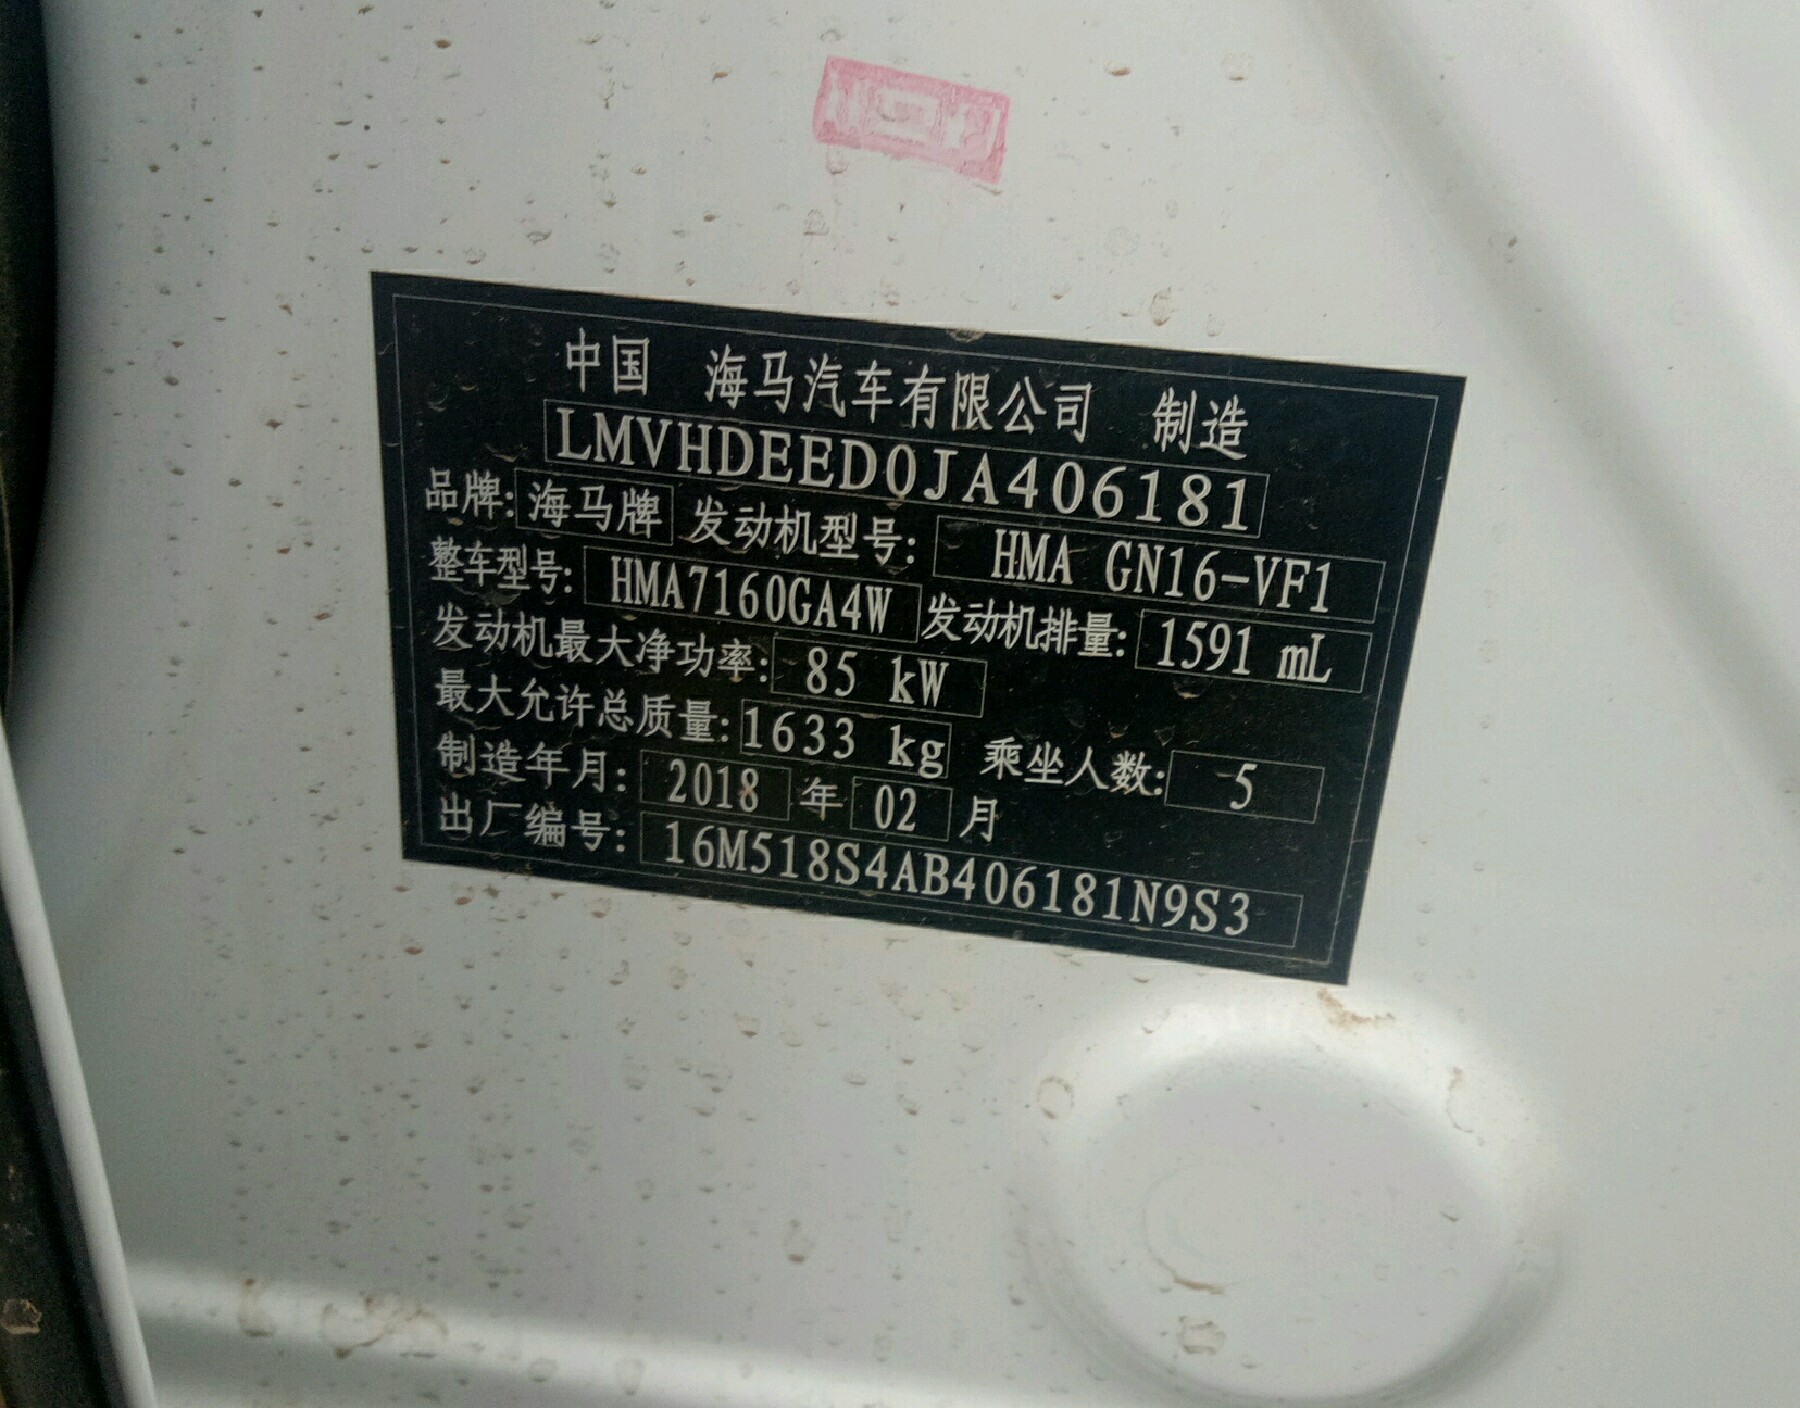 中国 海马汽车有限公司 制造
LMVHDEED0JA406181
品牌: 海马牌 发动机型号: HMA GN16-VF1
整车型号: HMA7160GA4W 发动机排量: 1591 mL
发动机最大净功率: 85 kW
最大允许总质量: 1633 kg 乘坐人数: 5
制造年月: 2018 年 02 月
出厂编号: 16M518S4AB406181N9S3